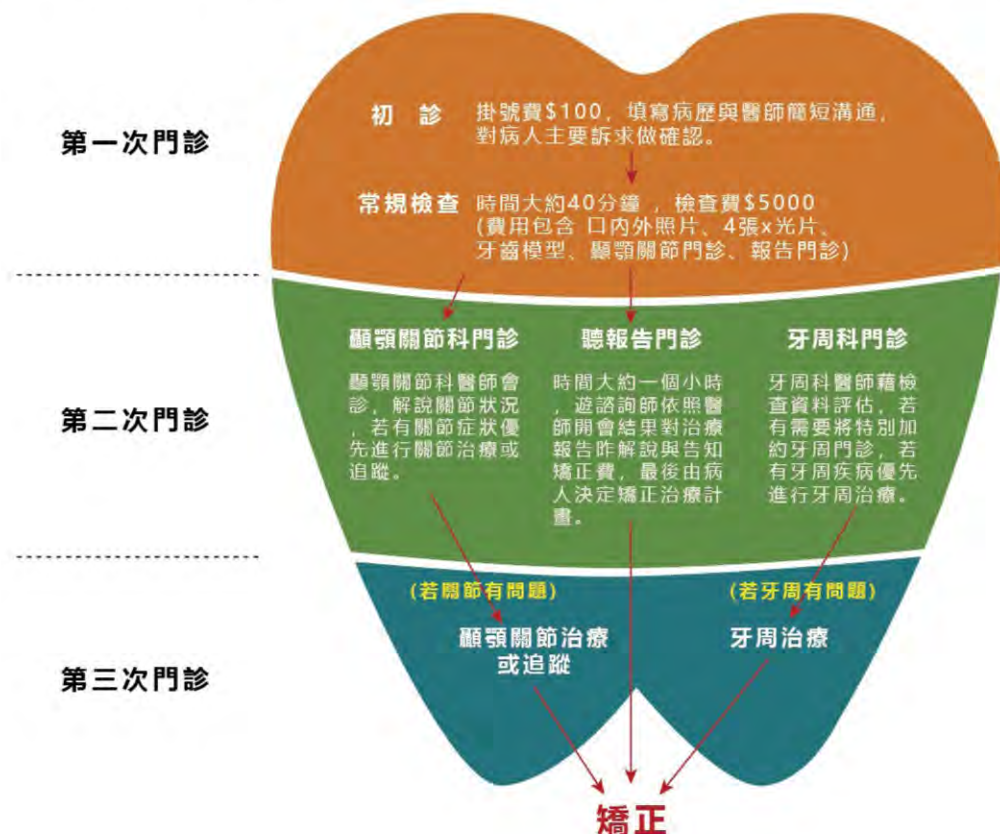 第一次門診
初 診 掛號費$100，填寫病歷與醫師簡短溝通，
對病人主要訴求做確認。
常規檢查 時間大約40分鐘 ，檢查費$5000
(費用包含 口內外照片、4張x光片、
牙齒模型、顳顎關節門診、報告門診)
第二次門診
顳顎關節科門診
顳顎關節科醫師會
診，解說關節狀況
，若有關節症狀優
先進行關節治療或
追蹤。
聽報告門診
時間大約一個小時
，遊諮詢師依照醫
師開會結果對治療
報告昨解說與告知
矯正費，最後由病
人決定矯正治療計
畫。
牙周科門診
牙周科醫師藉檢
查資料評估，若
有需要將特別加
約牙周門診，若
有牙周疾病優先
進行牙周治療。
第三次門診
(若關節有問題)
顳顎關節治療
或追蹤
(若牙周有問題)
牙周治療
矯正